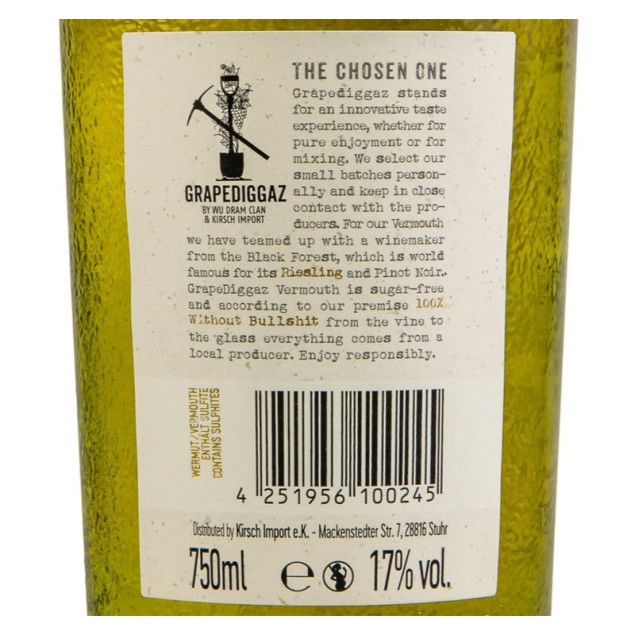 THE CHOSEN ONE
Grapediggaz stands
for an innovative taste
experience, whether for
pure enjoyment or for
mixing. We select our
small batches person-
ally and keep in close
contact with the pro-
ducers. For our Vermouth
we have teamed up with a winemaker
from the Black Forest, which is world
famous for its Riesling and Pinot Noir.
GrapeDiggaz Vermouth is sugar-free
and according to our premise 100%
Without Bullshit from the vine to
the glass everything comes from a
local producer. Enjoy responsibly.
GRAPEDIGGAZ
BY WU DRAM CLAN
& KIRSCH IMPORT
WERMUT/VERMOUTH
ENTHÄLT SULFITE
CONTAINS SULPHITES
4 251956 100245
Distributed by Kirsch Import e.K. - Mackenstedter Str. 7, 28816 Stuhr
750ml ℮ 17% vol.